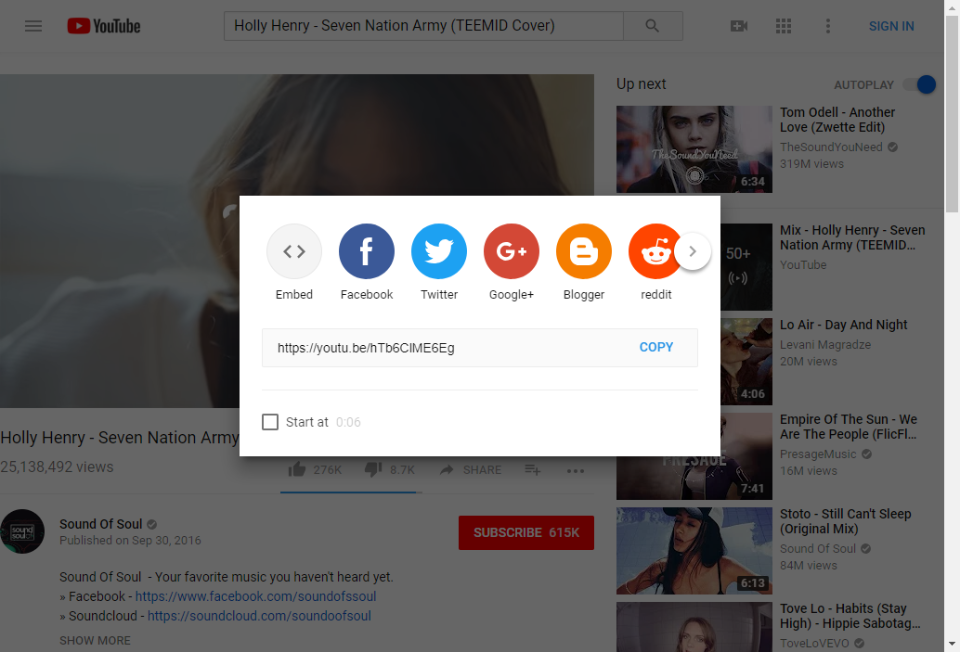 YouTube
Holly Henry - Seven Nation Army (TEEMID Cover)
SIGN IN
Up next
AUTOPLAY
TheSoundYouNeed
6:34
Tom Odell - Another
Love (Zwette Edit)
TheSoundYouNeed
319M views
50+
Mix - Holly Henry - Seven
Nation Army (TEEMID...
YouTube
4:06
Lo Air - Day And Night
Levani Magradze
20M views
PRESAGE
7:41
Empire Of The Sun - We
Are The People (FlicFl...
PresageMusic
16M views
6:13
Stoto - Still Can't Sleep
(Original Mix)
Sound Of Soul
84M views
Tove Lo - Habits (Stay
High) - Hippie Sabotag...
ToveLoVEVO
Embed
Facebook
Twitter
G+
Google+
Blogger
reddit
https://youtu.be/hTb6CIME6Eg
COPY
Start at 0:06
Holly Henry - Seven Nation Army
25,138,492 views
276K
8.7K
SHARE
sound
soul
Sound Of Soul
Published on Sep 30, 2016
SUBSCRIBE 615K
Sound Of Soul - Your favorite music you haven't heard yet.
» Facebook - https://www.facebook.com/soundofssoul
» Soundcloud - https://soundcloud.com/soundoofsoul
SHOW MORE